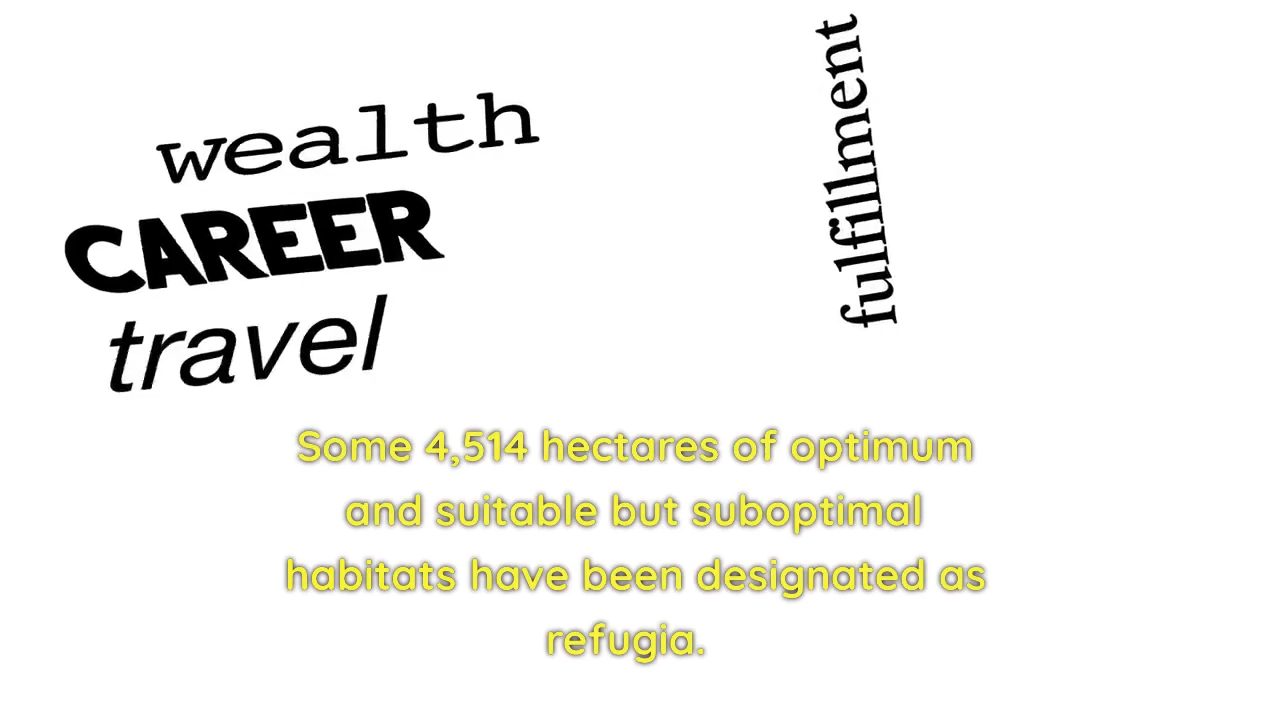 wealth
CAREER
travel
fulfillment
Some 4,514 hectares of optimum
and suitable but suboptimal
habitats have been designated as
refugia.